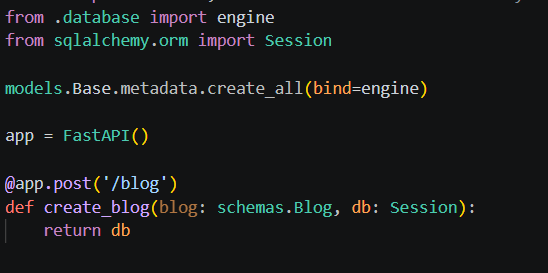 from .database import engine
from sqlalchemy.orm import Session
models.Base.metadata.create_all(bind=engine)
app = FastAPI()
@app.post('/blog')
def create_blog(blog: schemas.Blog, db: Session):
    return db